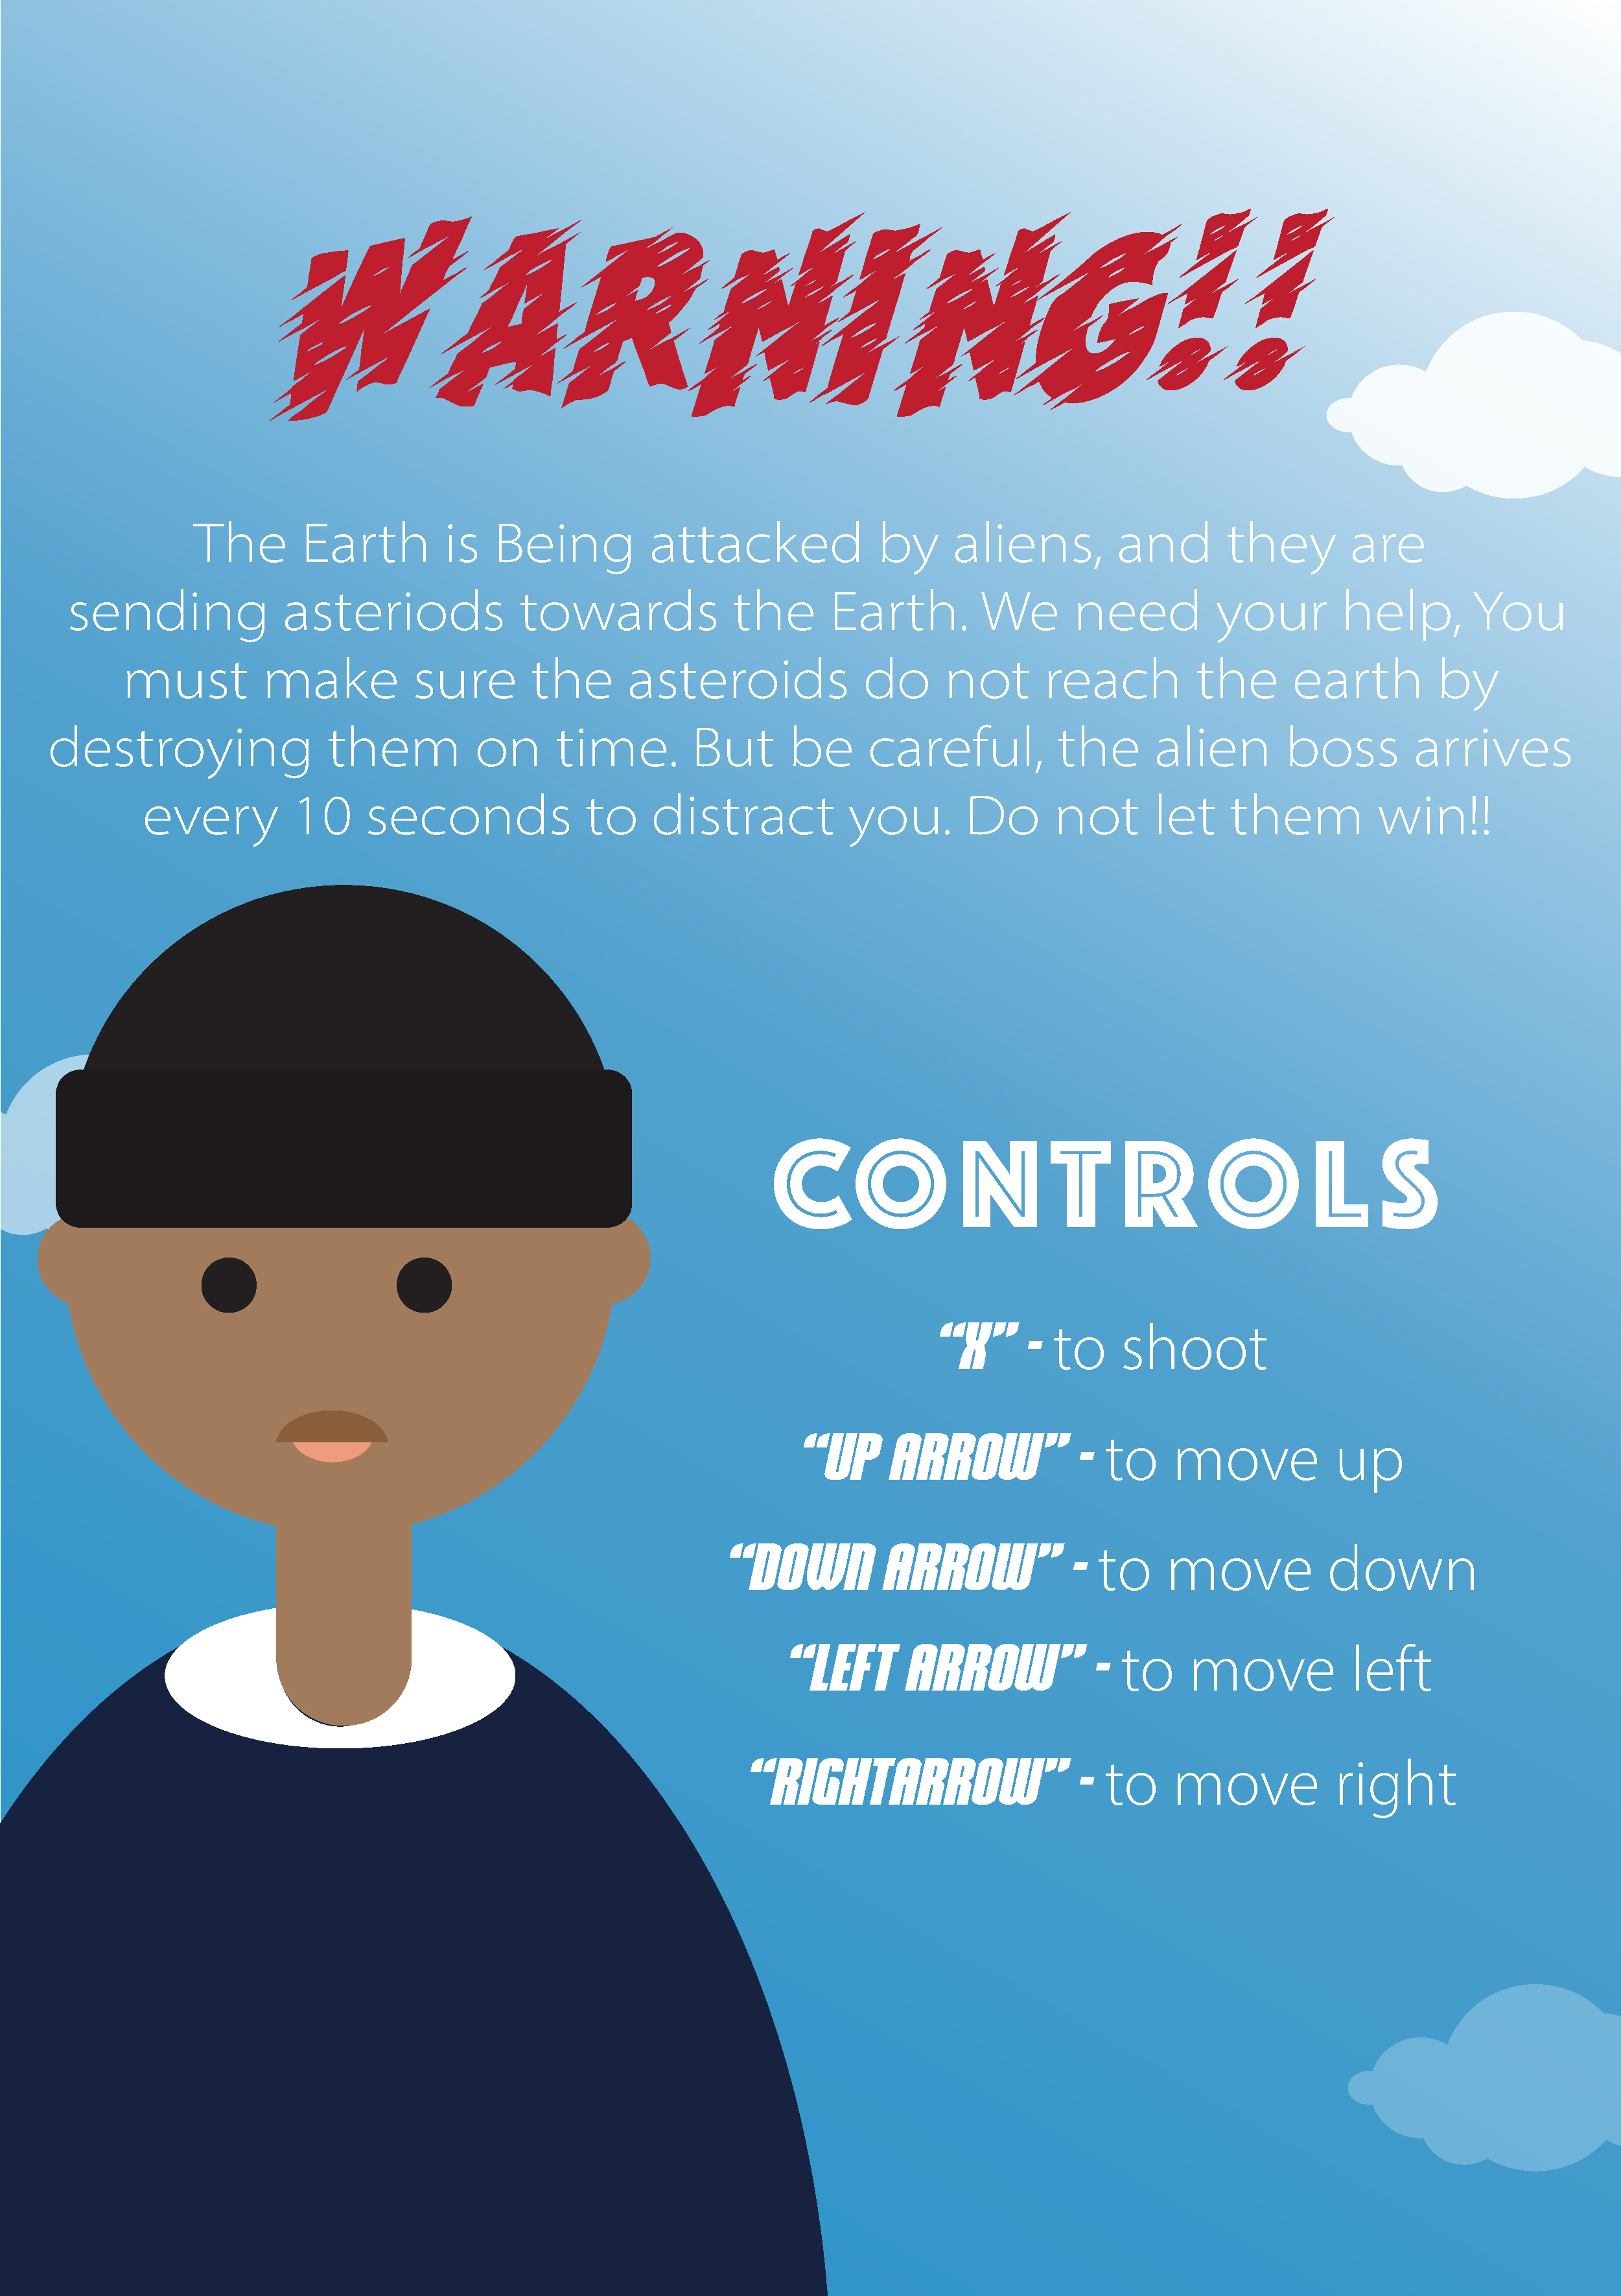 WARNING!!
The Earth is Being attacked by aliens, and they are
sending asteriods towards the Earth. We need your help, You
must make sure the asteroids do not reach the earth by
destroying them on time. But be careful, the alien boss arrives
every 10 seconds to distract you. Do not let them win!!
CONTROLS
“X” - to shoot
“UP ARROW” - to move up
“DOWN ARROW” - to move down
“LEFT ARROW” - to move left
“RIGHTARROW” - to move right